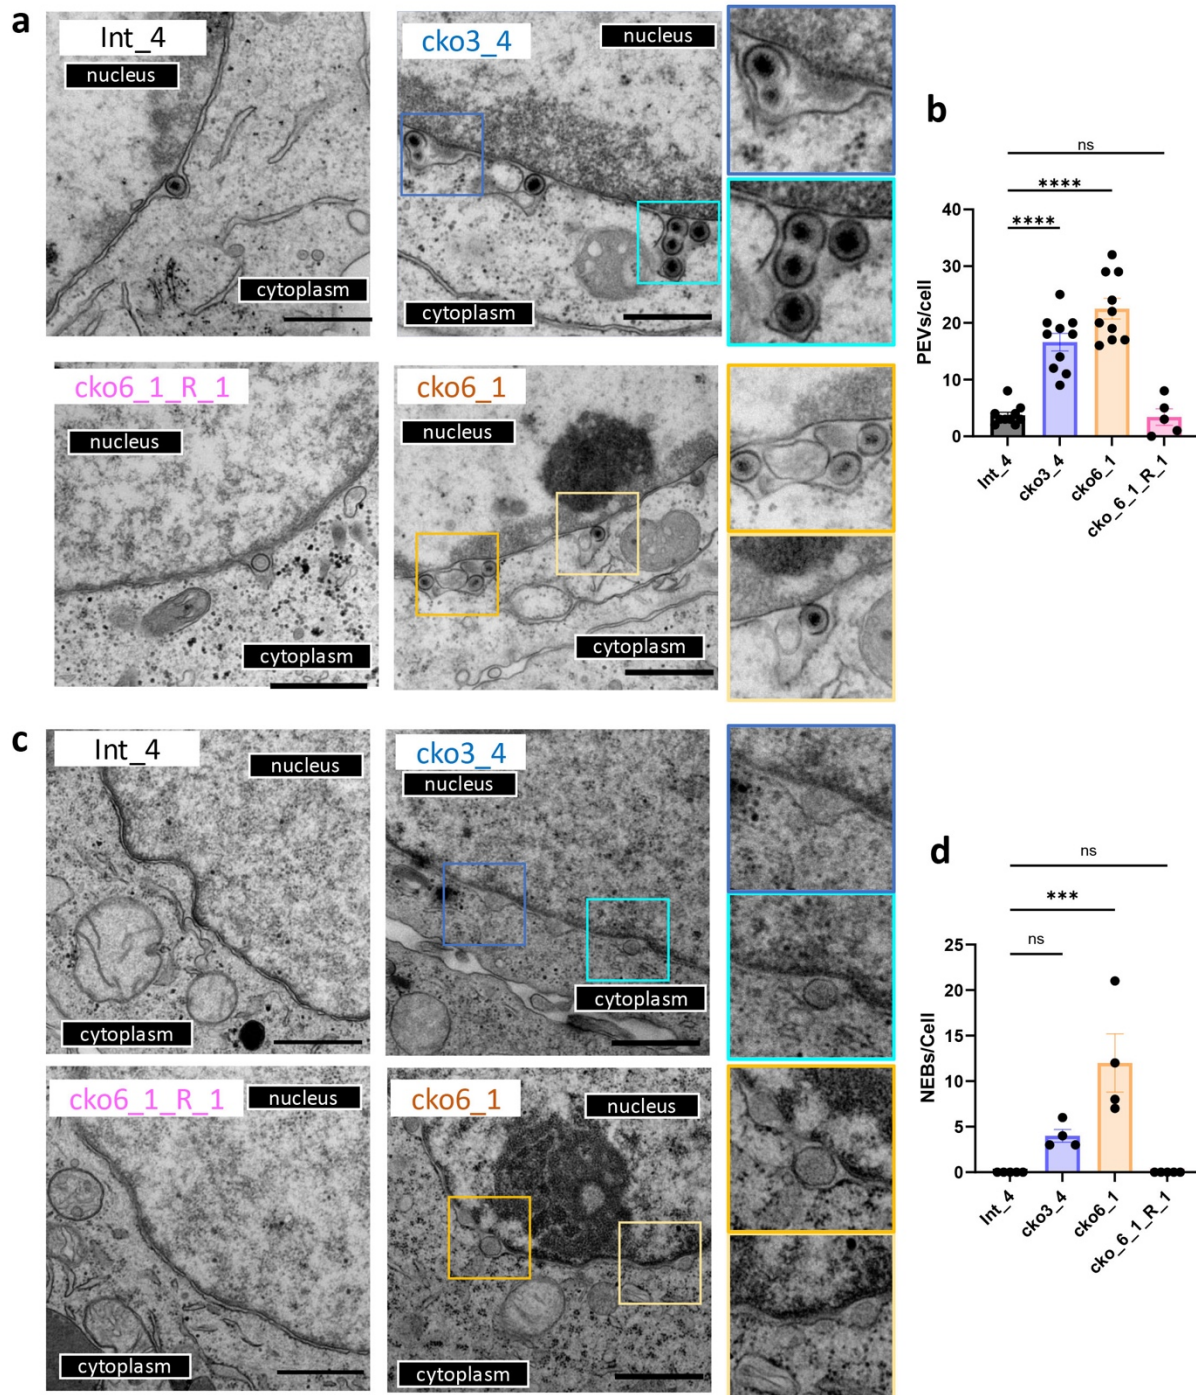 a
Int_4
nucleus
cytoplasm
cko3_4
nucleus
cytoplasm
cko6_1_R_1
nucleus
cytoplasm
cko6_1
nucleus
cytoplasm
b
ns
****
****
PEVs/cell
40
30
20
10
0
Int_4
cko3_4
cko6_1
cko_6_1_R_1
c
Int_4
nucleus
cytoplasm
cko3_4
nucleus
cytoplasm
cko6_1_R_1
nucleus
cytoplasm
cko6_1
nucleus
cytoplasm
d
ns
***
ns
NEBs/Cell
25
20
15
10
5
0
Int_4
cko3_4
cko6_1
cko_6_1_R_1